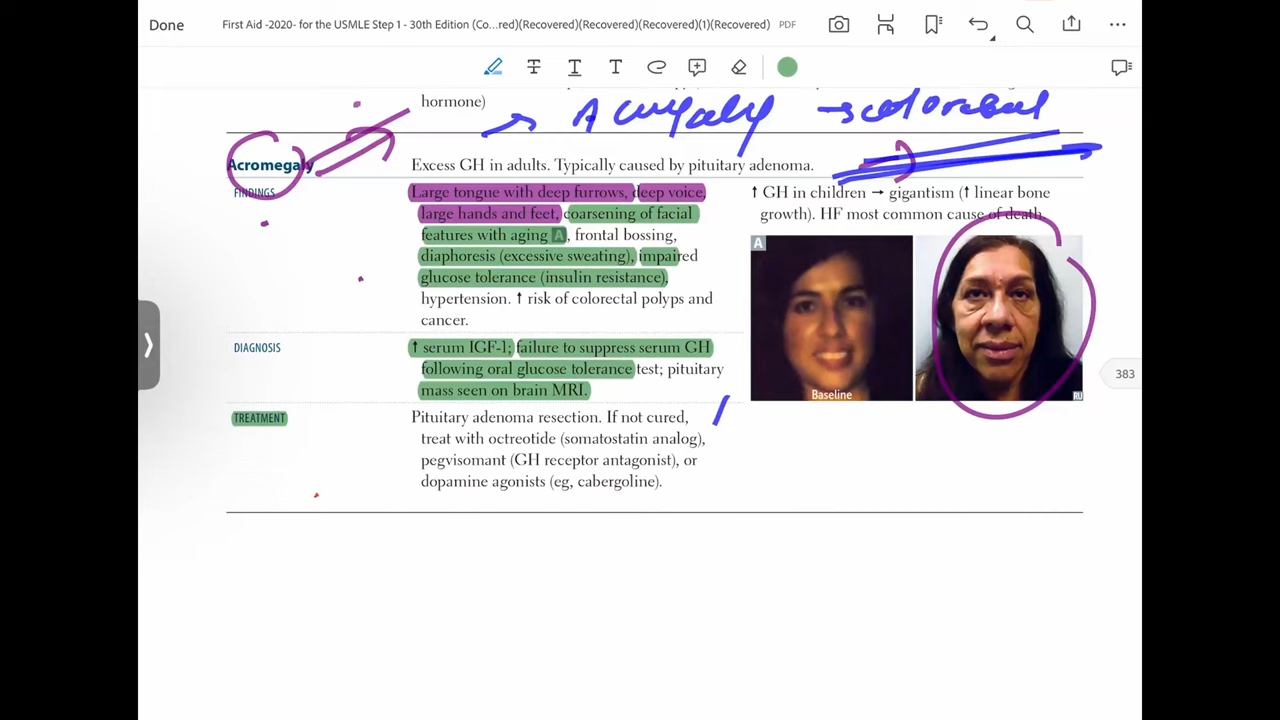 Done
First Aid -2020- for the USMLE Step 1 - 30th Edition (Co...red)(Recovered)(Recovered)(Recovered)(1)(Recovered)
PDF
hormone)
Acromegaly
Excess GH in adults. Typically caused by pituitary adenoma.
FINDINGS
Large tongue with deep furrows, deep voice,
large hands and feet, coarsening of facial
features with aging A, frontal bossing,
diaphoresis (excessive sweating), impaired
glucose tolerance (insulin resistance),
hypertension. ↑ risk of colorectal polyps and
cancer.
↑ GH in children → gigantism (↑ linear bone
growth). HF most common cause of death.
A
Baseline
RU
383
DIAGNOSIS
↑ serum IGF-1; failure to suppress serum GH
following oral glucose tolerance test; pituitary
mass seen on brain MRI.
TREATMENT
Pituitary adenoma resection. If not cured,
treat with octreotide (somatostatin analog),
pegvisomant (GH receptor antagonist), or
dopamine agonists (eg, cabergoline).